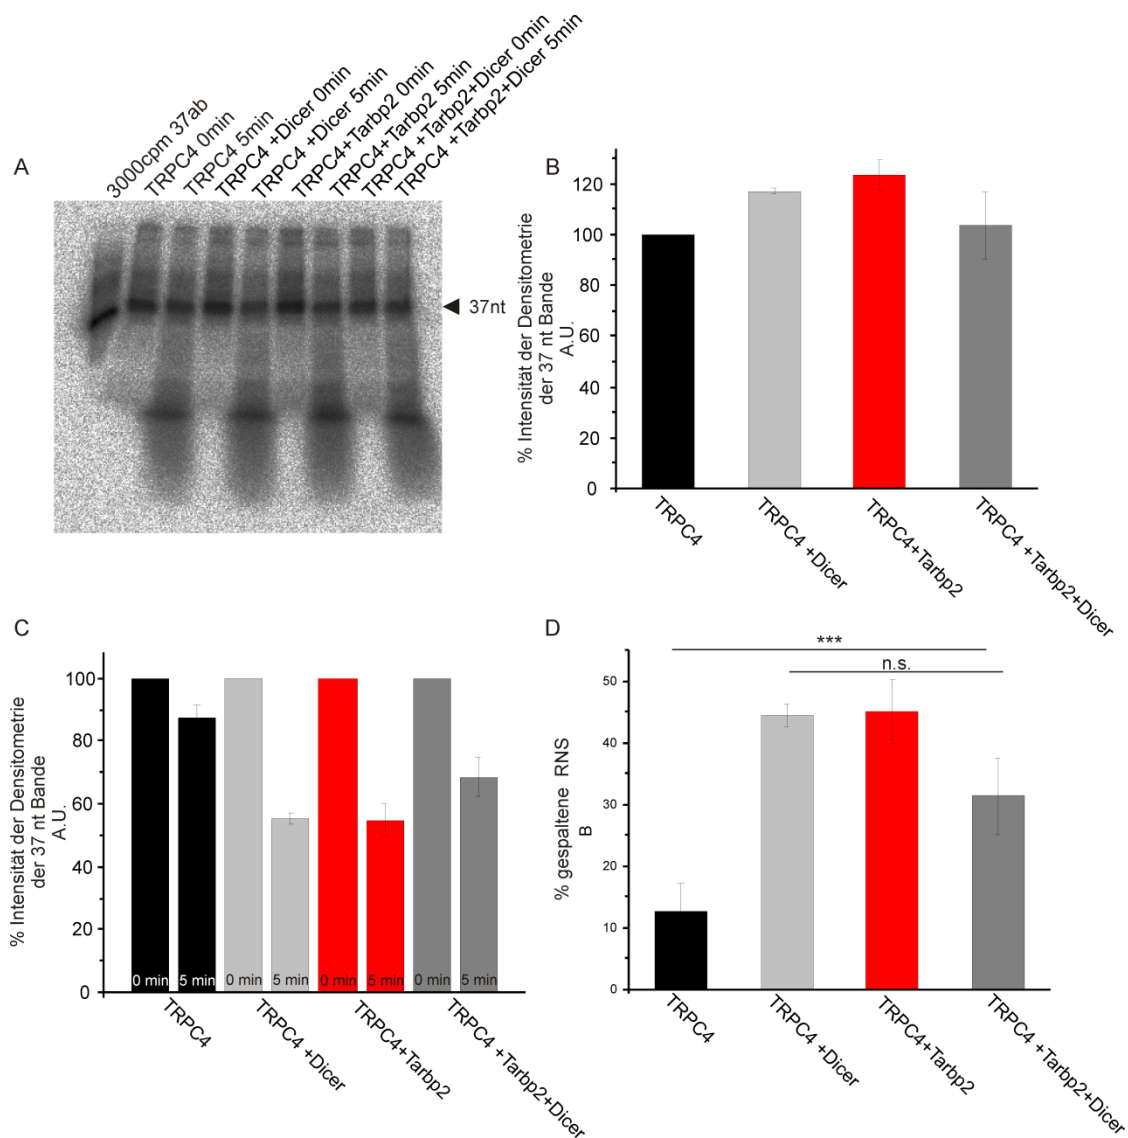 A
3000cpm 37ab
TRPC4 0min
TRPC4 5min
TRPC4 +Dicer 0min
TRPC4 +Dicer 5min
TRPC4+Tarbp2 0min
TRPC4+Tarbp2 5min
TRPC4 +Tarbp2+Dicer 0min
TRPC4 +Tarbp2+Dicer 5min
37nt
B
% Intensität der Densitometrie
der 37 nt Bande
A.U.
120
100
80
60
40
20
0
TRPC4
TRPC4 +Dicer
TRPC4+Tarbp2
TRPC4 +Tarbp2+Dicer
C
% Intensität der Densitometrie
der 37 nt Bande
A.U.
100
80
60
40
20
0
0 min
5 min
0 min
5 min
0 min
5 min
0 min
5 min
TRPC4
TRPC4 +Dicer
TRPC4+Tarbp2
TRPC4 +Tarbp2+Dicer
D
***
n.s.
% gespaltene RNS
B
50
40
30
20
10
0
TRPC4
TRPC4 +Dicer
TRPC4+Tarbp2
TRPC4 +Tarbp2+Dicer